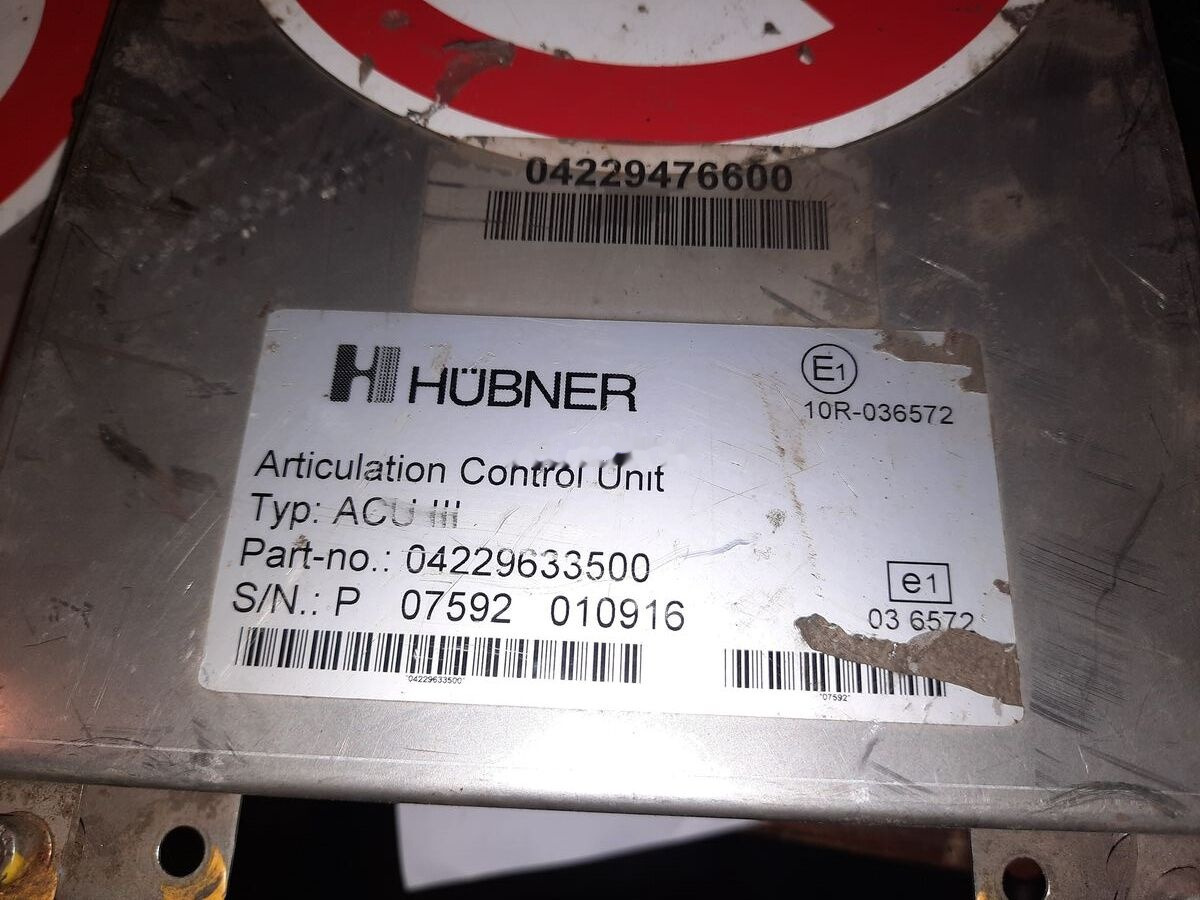 04229476600
HÜBNER
E1
10R-036572
Articulation Control Unit
Typ: ACU III
Part-no.: 04229633500
e1
S/N.: P 07592 010916
03 6572
*04229633500*
*07592*